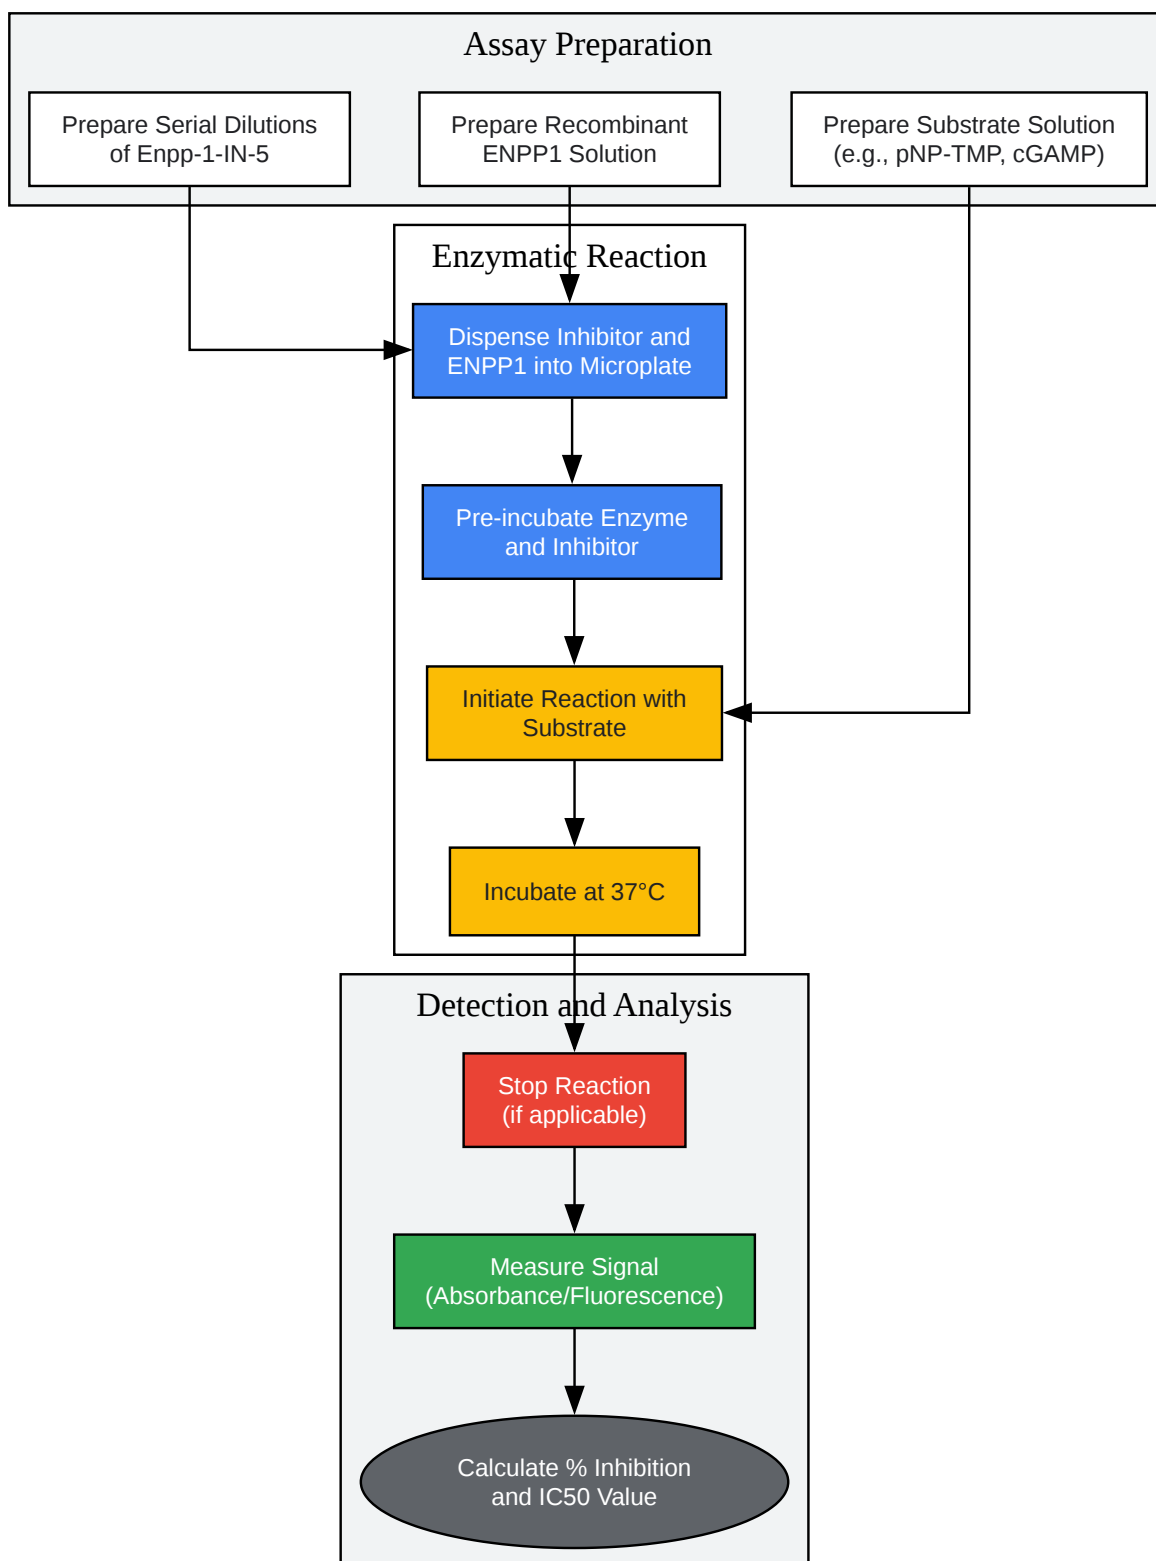 Assay Preparation
Prepare Serial Dilutions
of Enpp-1-IN-5
Prepare Recombinant
ENPP1 Solution
Prepare Substrate Solution
(e.g., pNP-TMP, cGAMP)
Enzymatic Reaction
Dispense Inhibitor and
ENPP1 into Microplate
Pre-incubate Enzyme
and Inhibitor
Initiate Reaction with
Substrate
Incubate at 37°C
Detection and Analysis
Stop Reaction
(if applicable)
Measure Signal
(Absorbance/Fluorescence)
Calculate % Inhibition
and IC50 Value